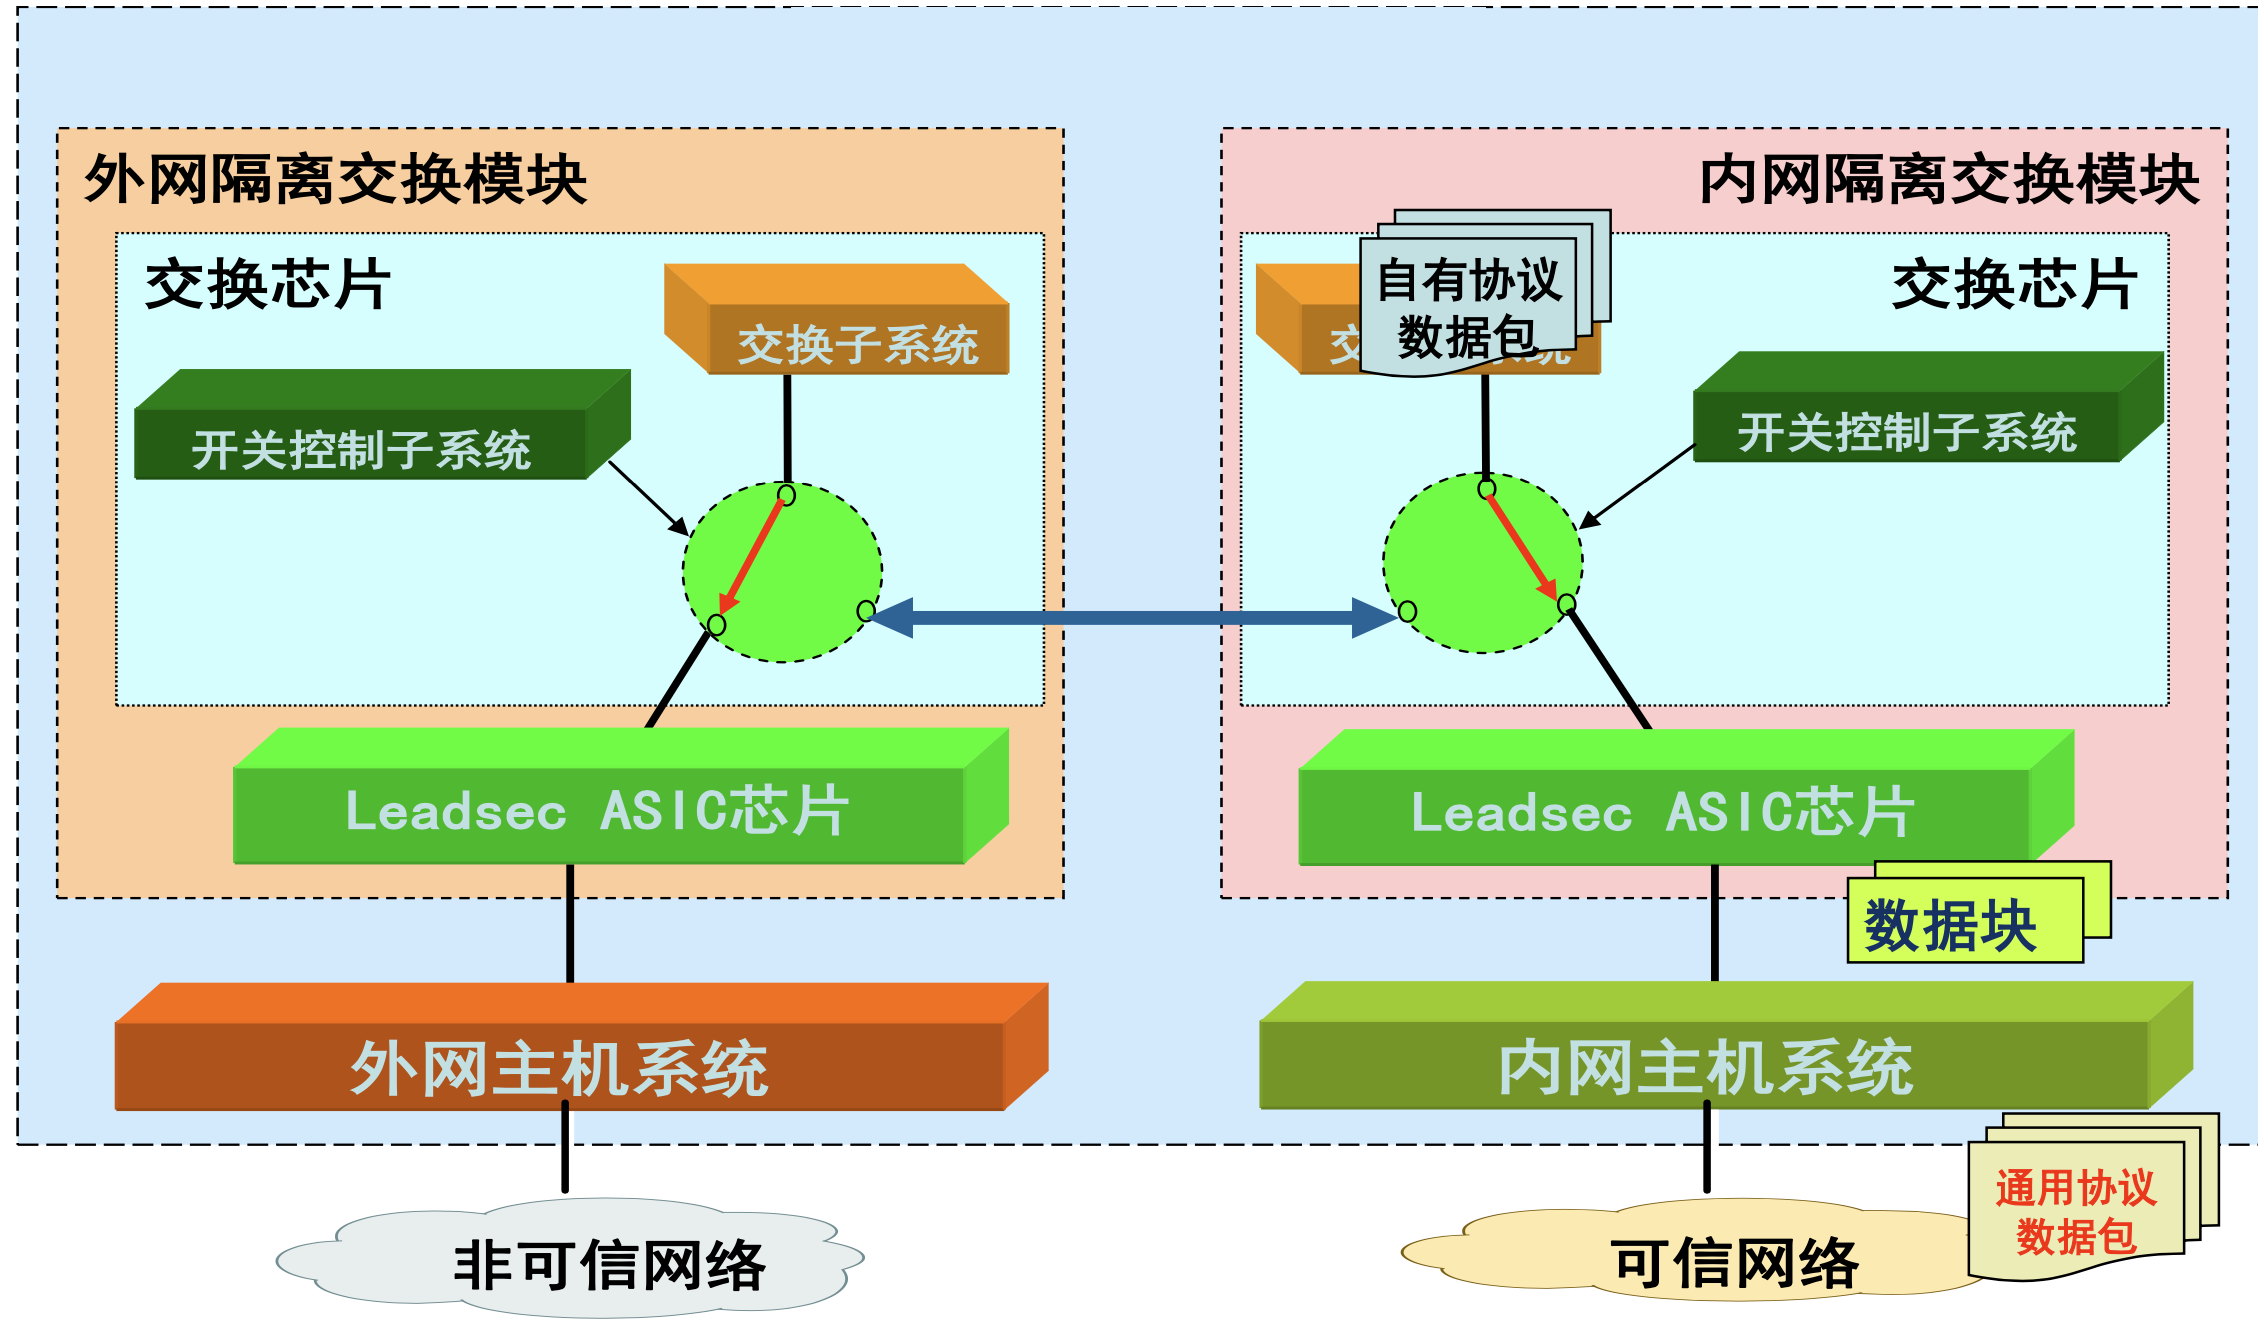 外网隔离交换模块
内网隔离交换模块
交换芯片
交换芯片
交换子系统
自有协议
数据包
交
统
开关控制子系统
开关控制子系统
Leadsec ASIC芯片
Leadsec ASIC芯片
数据块
外网主机系统
内网主机系统
通用协议
数据包
非可信网络
可信网络